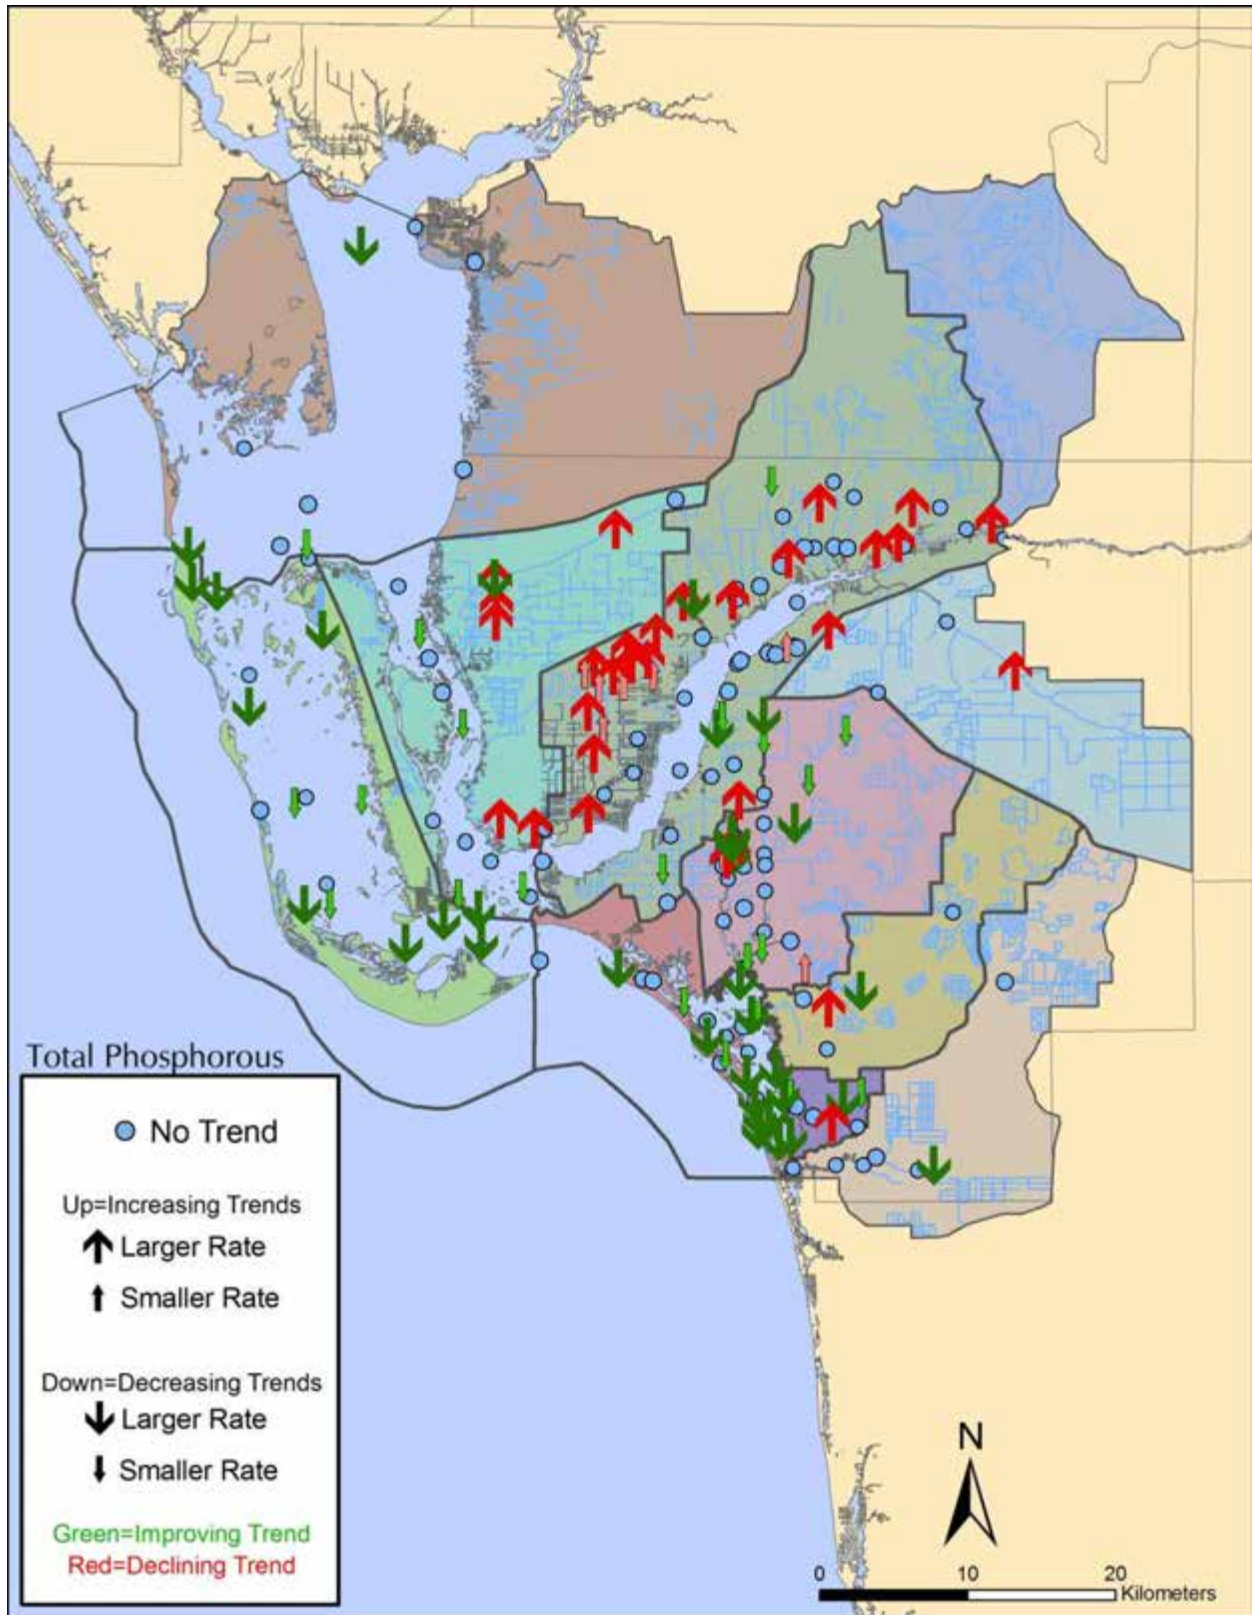 Total Phosphorous
No Trend
Up=Increasing Trends
Larger Rate
Smaller Rate
Down=Decreasing Trends
Larger Rate
Smaller Rate
Green=Improving Trend
Red=Declining Trend
N
0 10 20
Kilometers